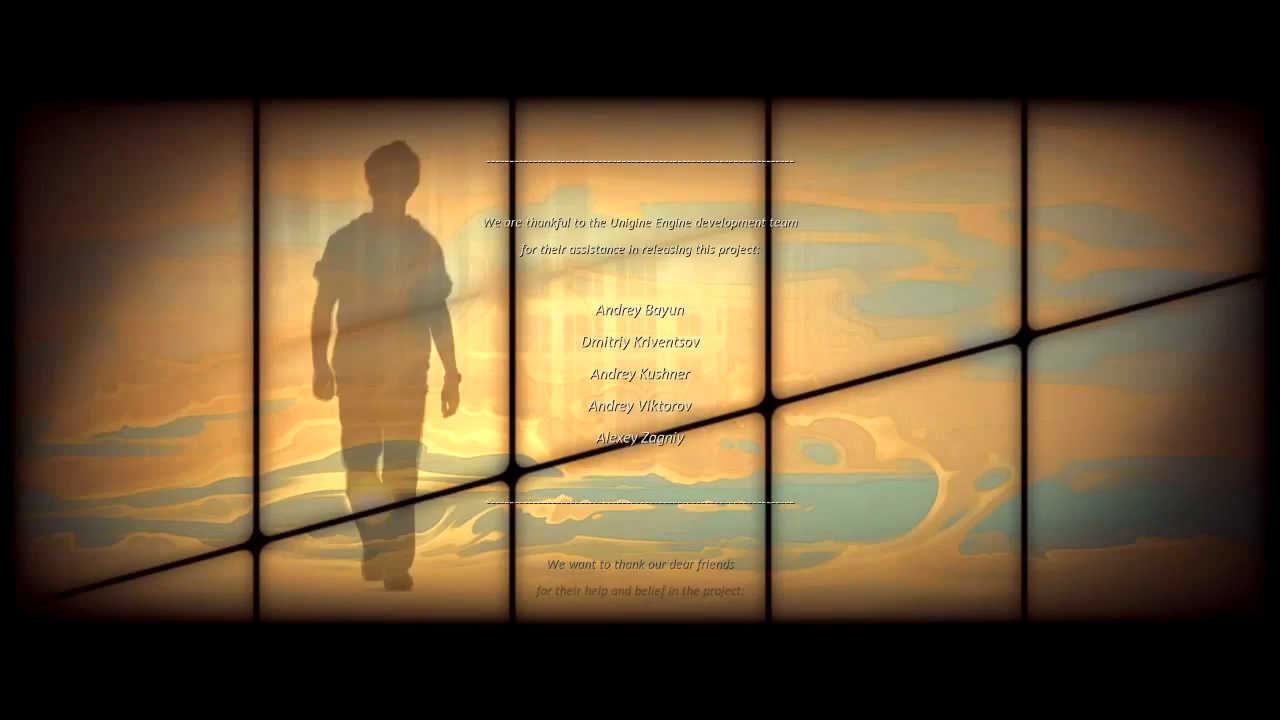 We are thankful to the Unigine Engine development team
for their assistance in releasing this project:
Andrey Bayun
Dmitriy Kriventsov
Andrey Kushner
Andrey Viktorov
Alexey Zagniy
We want to thank our dear friends
for their help and belief in the project: